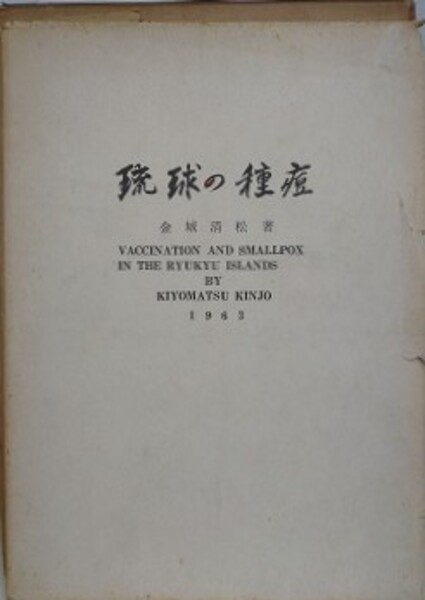 琉球の種痘
金城清松著
VACCINATION AND SMALLPOX
IN THE RYUKYU ISLANDS
BY
KIYOMATSU KINJO
1963